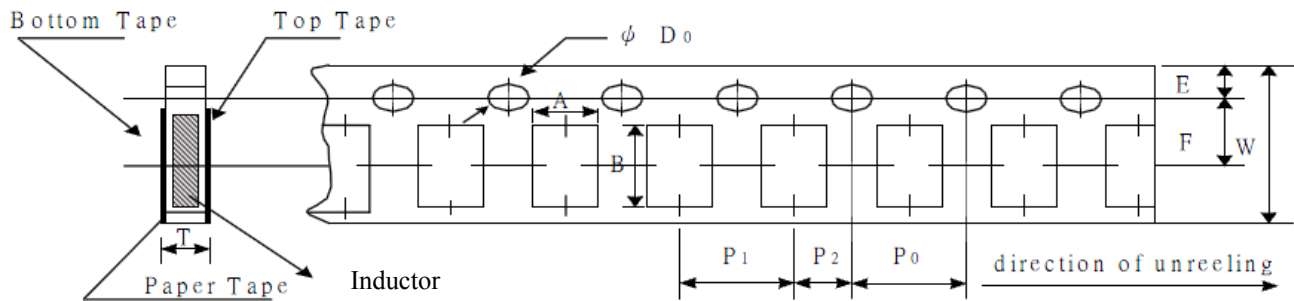 Bottom Tape
Top Tape
ϕ D₀
E
A
F
W
B
T
P₁
P₂
P₀
direction of unreeling
Paper Tape
Inductor